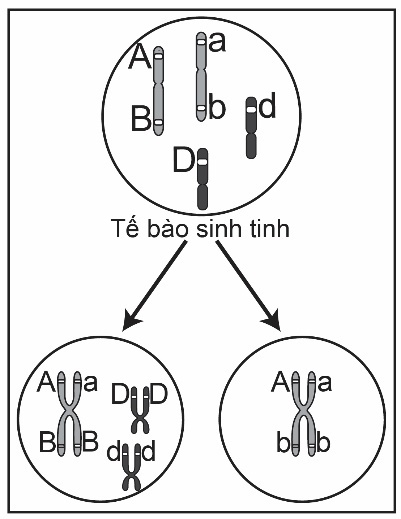 A a
B b d
D
Tế bào sinh tinh
A a D D
B B d d
A a
b b